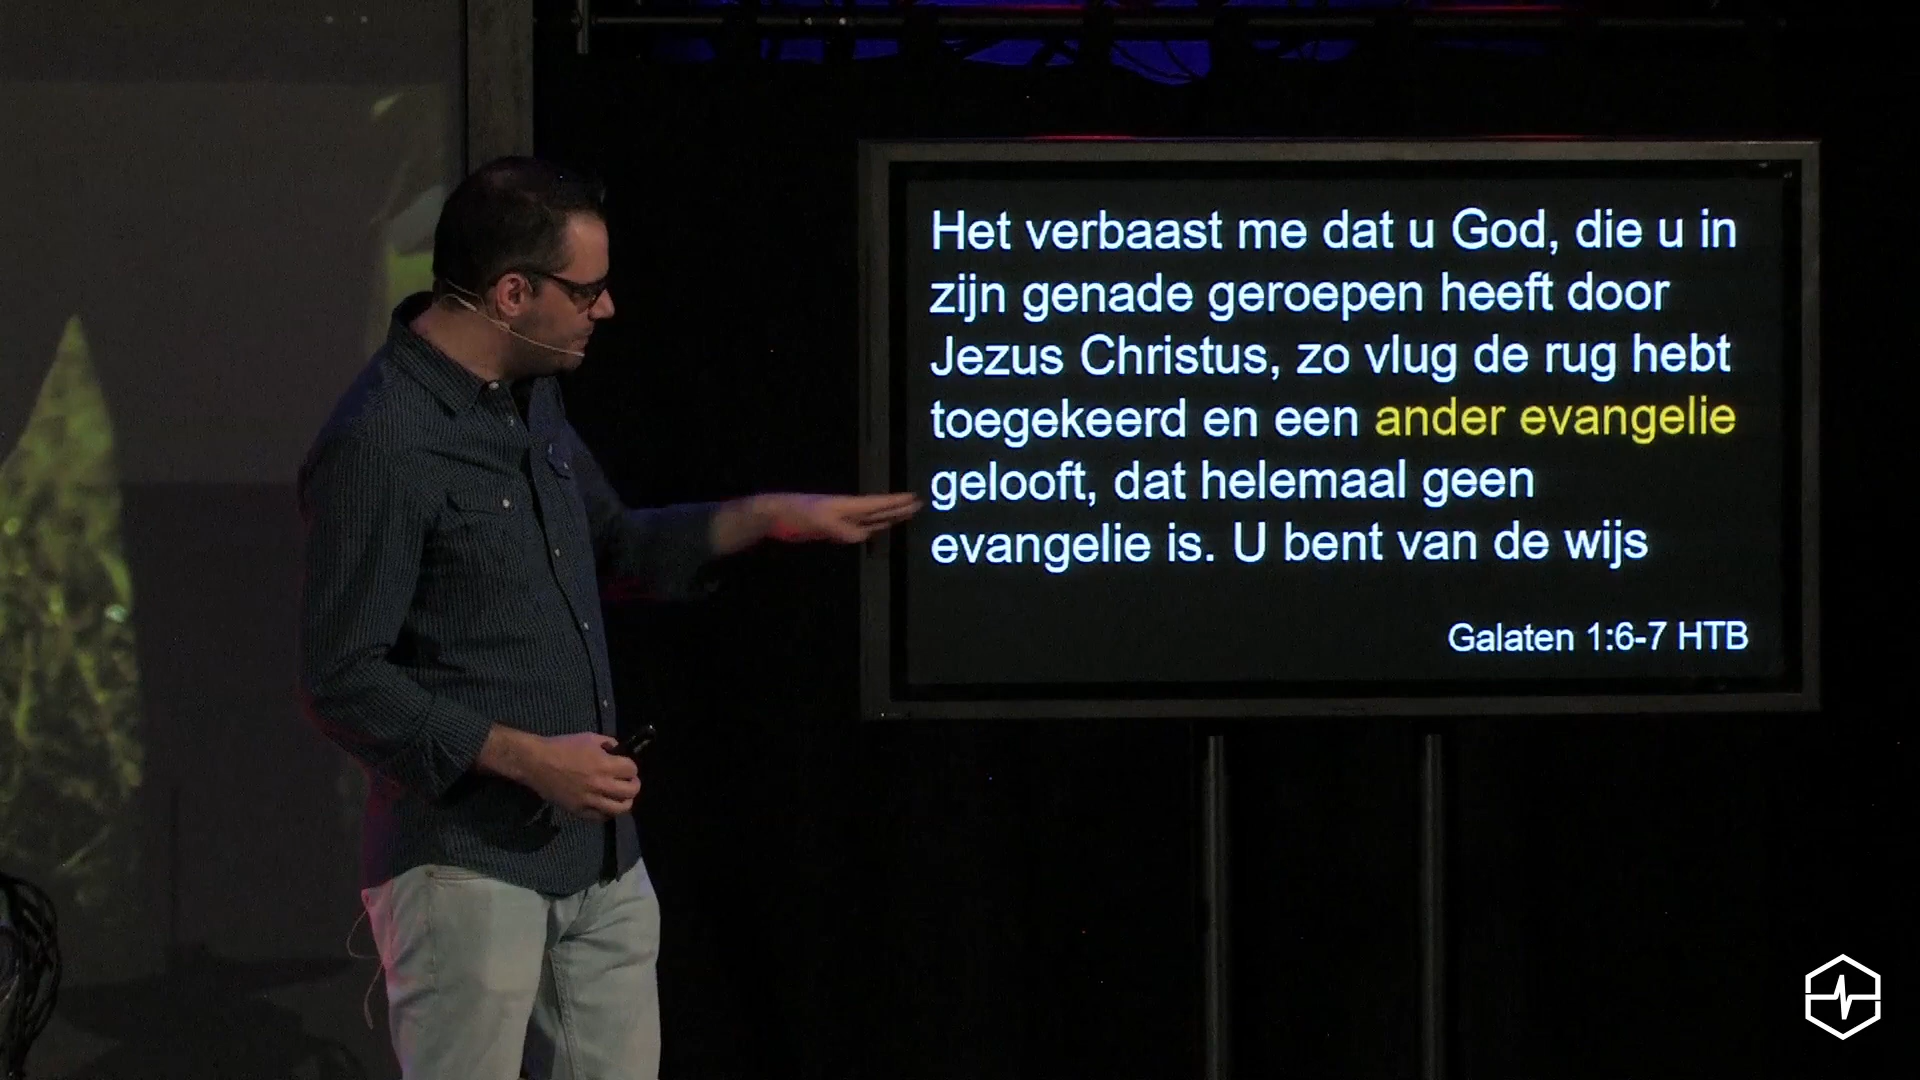 Het verbaast me dat u God, die u in
zijn genade geroepen heeft door
Jezus Christus, zo vlug de rug hebt
toegekeerd en een ander evangelie
gelooft, dat helemaal geen
evangelie is. U bent van de wijs
Galaten 1:6-7 HTB